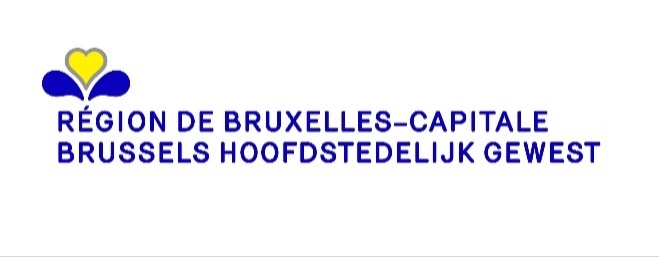 RÉGION DE BRUXELLES–CAPITALE
BRUSSELS HOOFDSTEDELIJK GEWEST